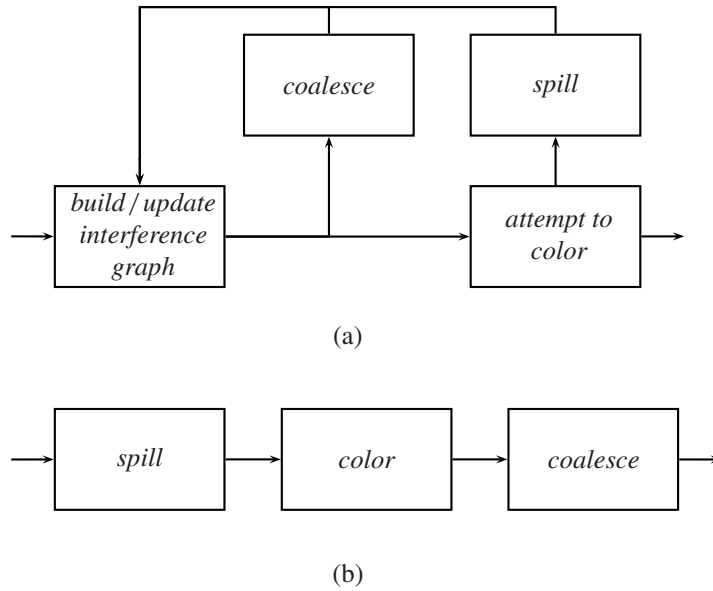 coalesce
spill
build / update
interference
graph
attempt to
color
(a)
spill
color
coalesce
(b)